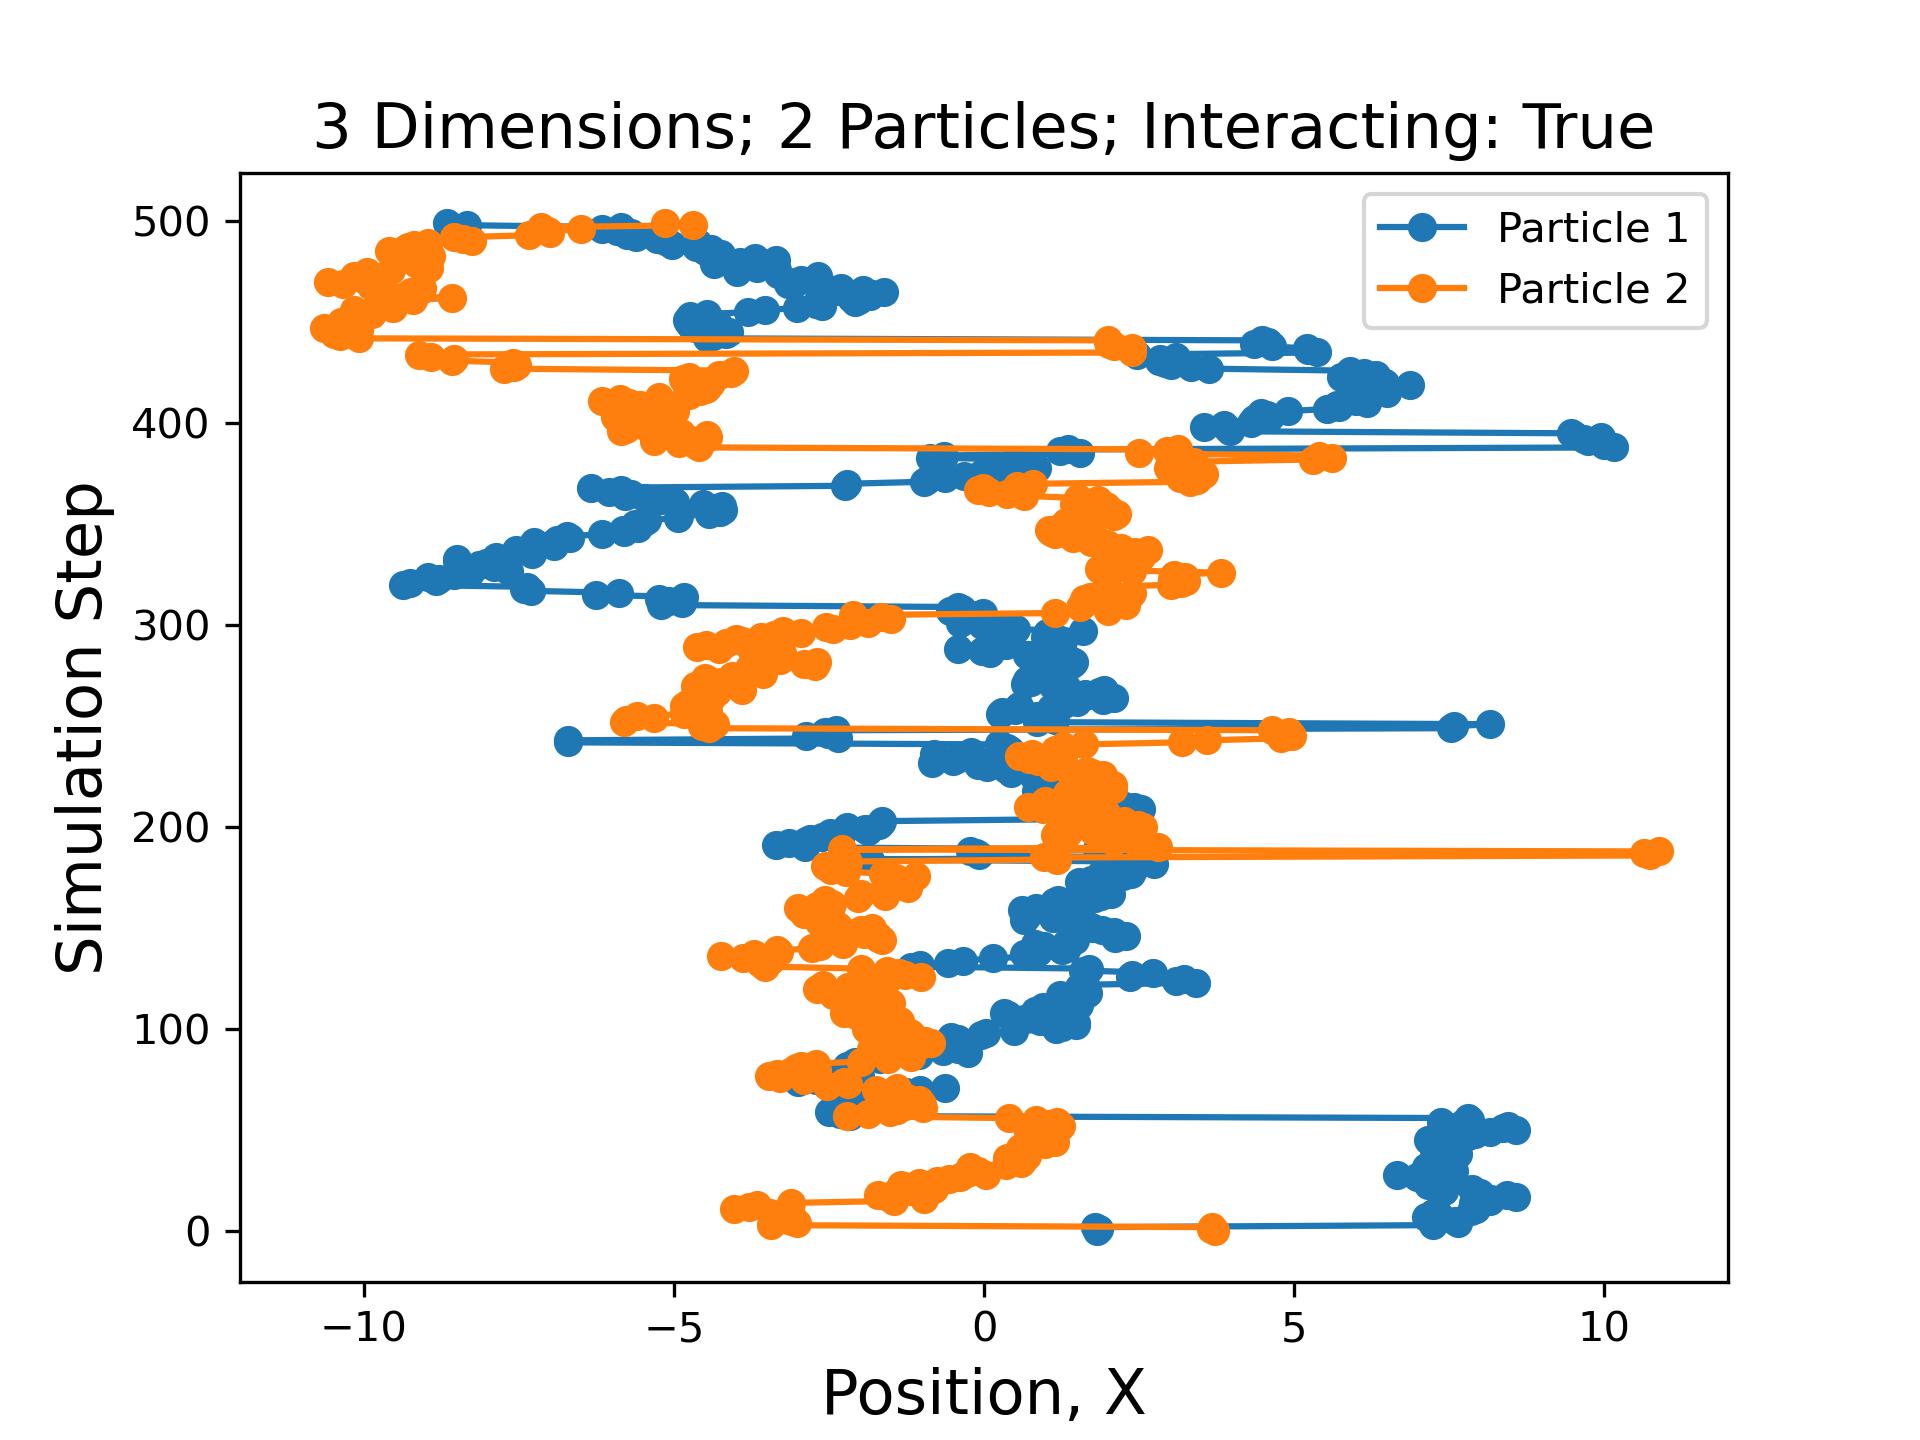 3 Dimensions; 2 Particles; Interacting: True
Particle 1
Particle 2
500
400
300
200
100
0
Simulation Step
−10
−5
0
5
10
Position, X